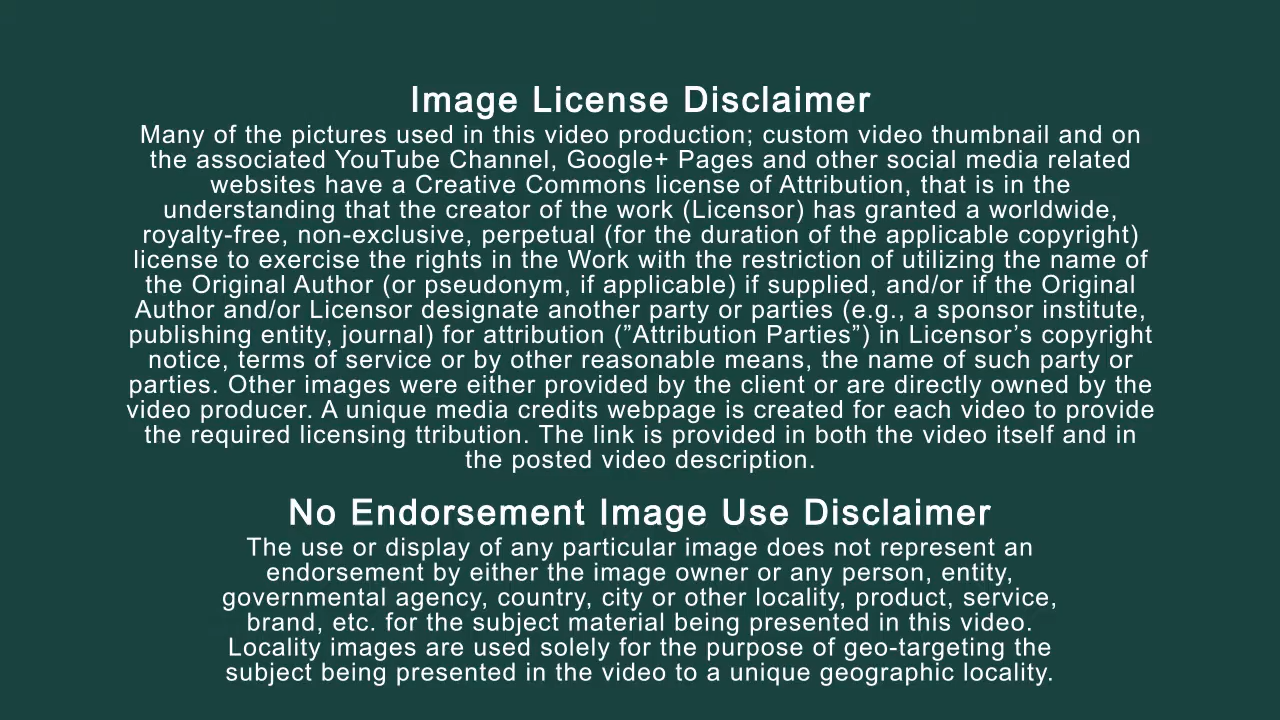 Image License Disclaimer
Many of the pictures used in this video production; custom video thumbnail and on
the associated YouTube Channel, Google+ Pages and other social media related
websites have a Creative Commons license of Attribution, that is in the
understanding that the creator of the work (Licensor) has granted a worldwide,
royalty-free, non-exclusive, perpetual (for the duration of the applicable copyright)
license to exercise the rights in the Work with the restriction of utilizing the name of
the Original Author (or pseudonym, if applicable) if supplied, and/or if the Original
Author and/or Licensor designate another party or parties (e.g., a sponsor institute,
publishing entity, journal) for attribution (”Attribution Parties”) in Licensor’s copyright
notice, terms of service or by other reasonable means, the name of such party or
parties. Other images were either provided by the client or are directly owned by the
video producer. A unique media credits webpage is created for each video to provide
the required licensing ttribution. The link is provided in both the video itself and in
the posted video description.
No Endorsement Image Use Disclaimer
The use or display of any particular image does not represent an
endorsement by either the image owner or any person, entity,
governmental agency, country, city or other locality, product, service,
brand, etc. for the subject material being presented in this video.
Locality images are used solely for the purpose of geo-targeting the
subject being presented in the video to a unique geographic locality.